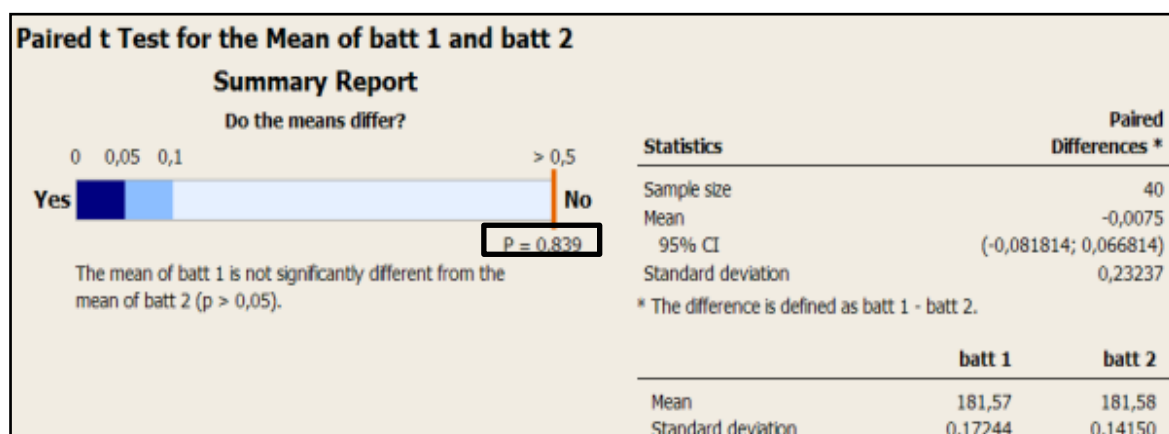 Paired t Test for the Mean of batt 1 and batt 2
Summary Report
Do the means differ?
0 0,05 0,1 > 0,5
Yes No
P = 0,839
The mean of batt 1 is not significantly different from the
mean of batt 2 (p > 0,05).
Paired
Statistics Differences *
Sample size 40
Mean -0,0075
95% CI (-0,081814; 0,066814)
Standard deviation 0,23237
* The difference is defined as batt 1 - batt 2.
batt 1 batt 2
Mean 181,57 181,58
Standard deviation 0,17244 0,14150